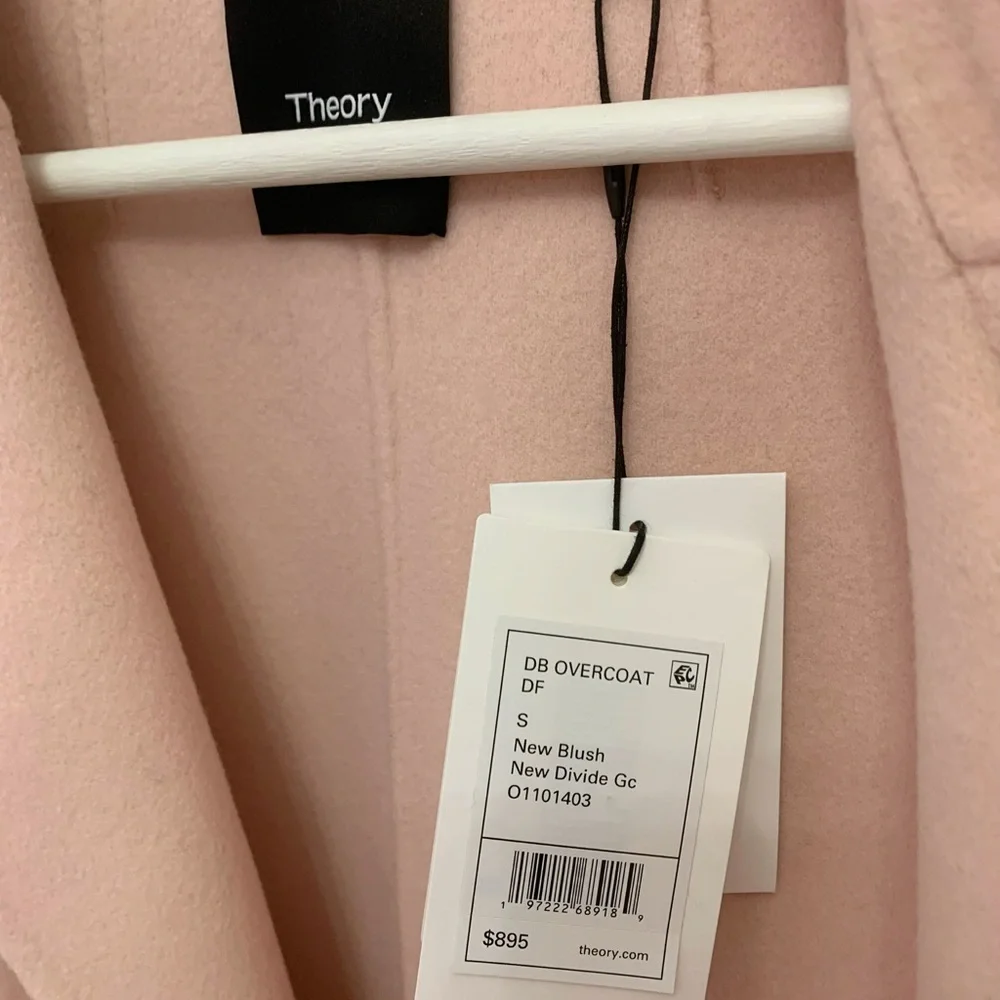 Theory
DB OVERCOAT
DF
S
New Blush
New Divide Gc
O1101403
1 97222 68918 9
$895
theory.com